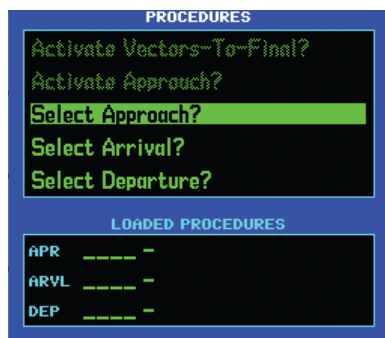 PROCEDURES
Activate Vectors-To-Final?
Activate Approach?
Select Approach?
Select Arrival?
Select Departure?
LOADED PROCEDURES
APR ____ -
ARVL ____ -
DEP ____ -